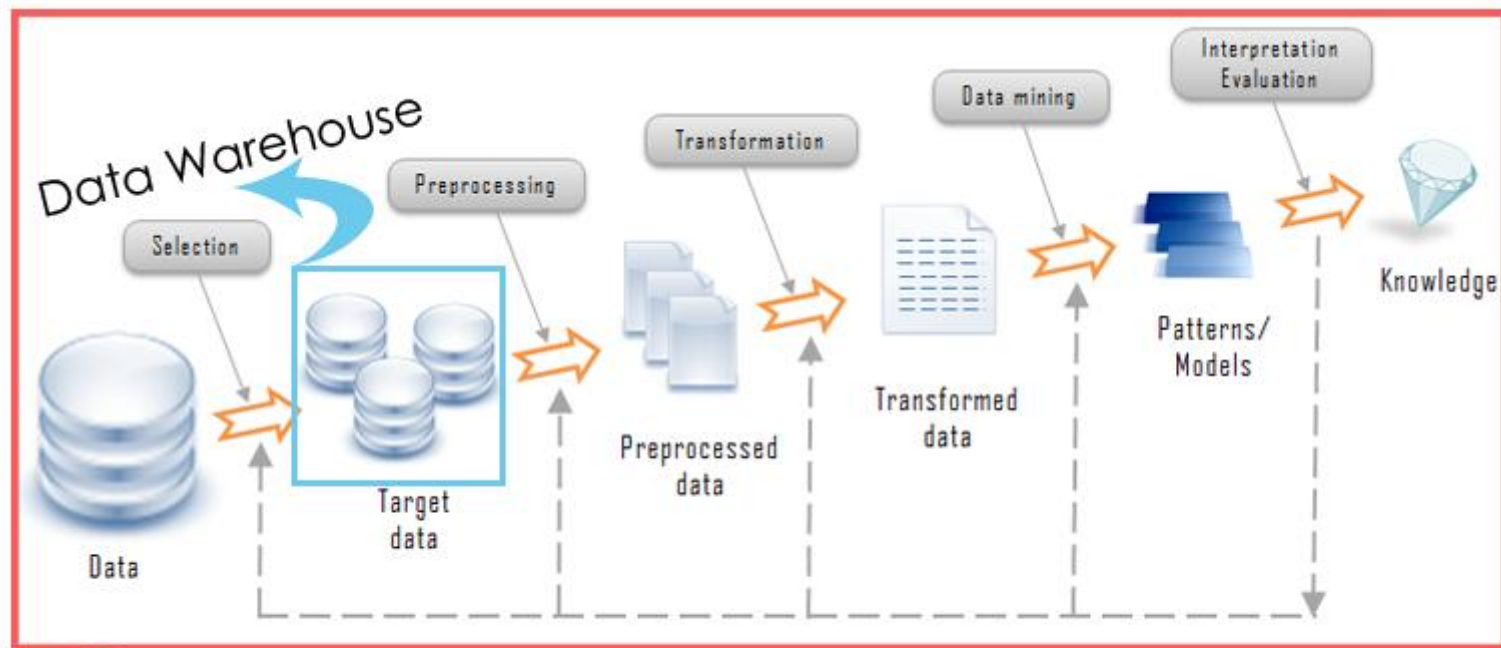 Data Warehouse
Selection
Preprocessing
Transformation
Data mining
Interpretation
Evaluation
Data
Target
data
Preprocessed
data
Transformed
data
Patterns/
Models
Knowledge